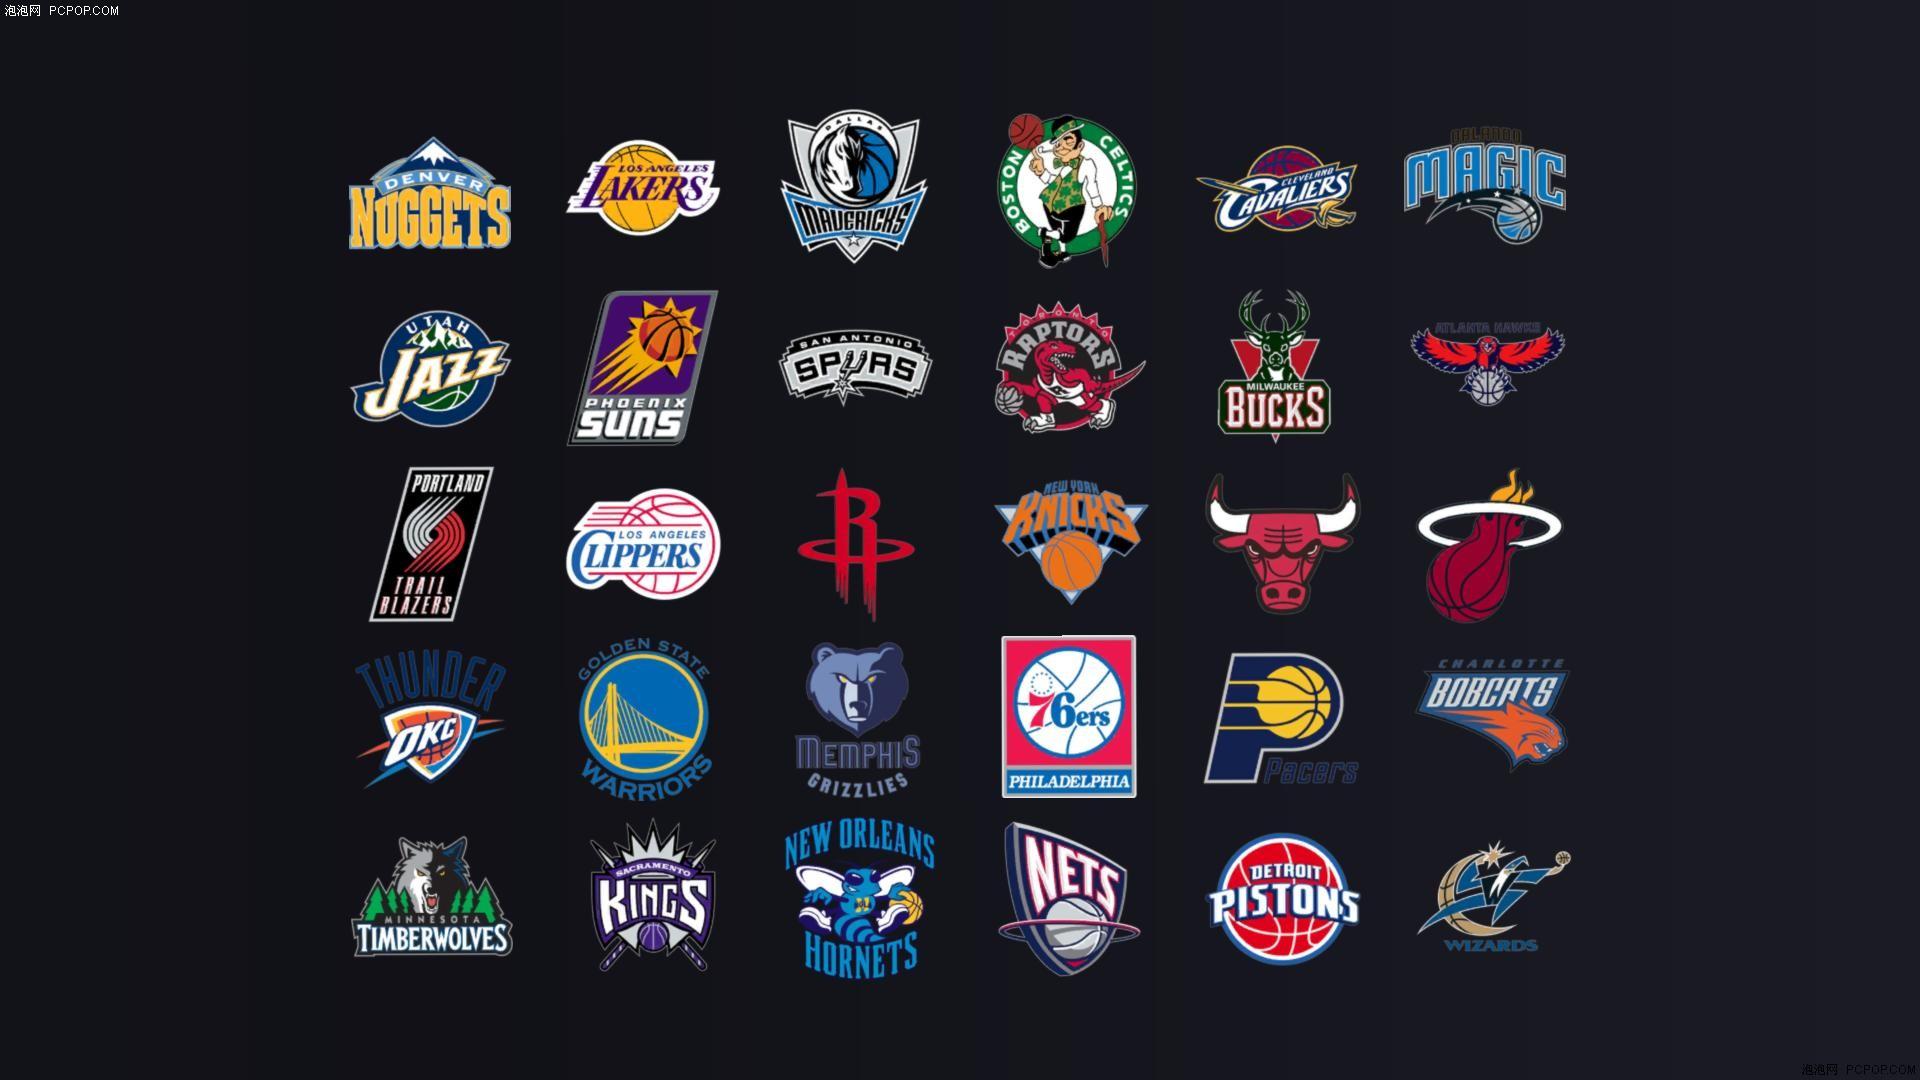 泡泡网 PCPOP.COM
DENVER
NUGGETS
LOS ANGELES
LAKERS
DALLAS
MAVERICKS
BOSTON CELTICS
CLEVELAND
CAVALIERS
ORLANDO
MAGIC
UTAH
JAZZ
PHOENIX
SUNS
SAN ANTONIO
SPURS
TORONTO
RAPTORS
MILWAUKEE
BUCKS
ATLANTA HAWKS
PORTLAND
TRAIL
BLAZERS
LOS ANGELES
CLIPPERS
R
NEW YORK
KNICKS
THUNDER
OKC
GOLDEN STATE
WARRIORS
MEMPHIS
GRIZZLIES
76ers
PHILADELPHIA
P
Pacers
CHARLOTTE
BOBCATS
MINNESOTA
TIMBERWOLVES
SACRAMENTO
KINGS
NEW ORLEANS
HORNETS
NETS
DETROIT
PISTONS
WIZARDS
泡泡网 PCPOP.COM